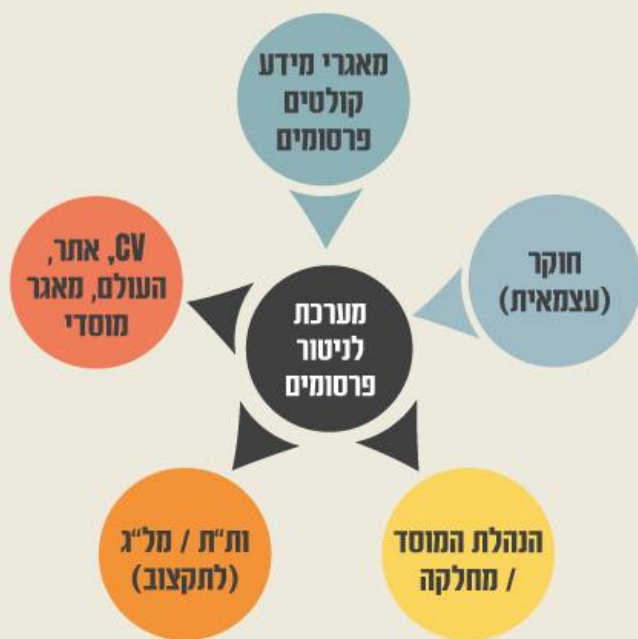 מאגרי מידע
קולטים
פרסומים
חוקר
(עצמאית)
CV, אתר,
העולם, מאגר
מוסדי
מערכת
לניטור
פרסומים
הנהלת המוסד
/ מחלקה
ות"ת / מל"ג
(לתקצוב)